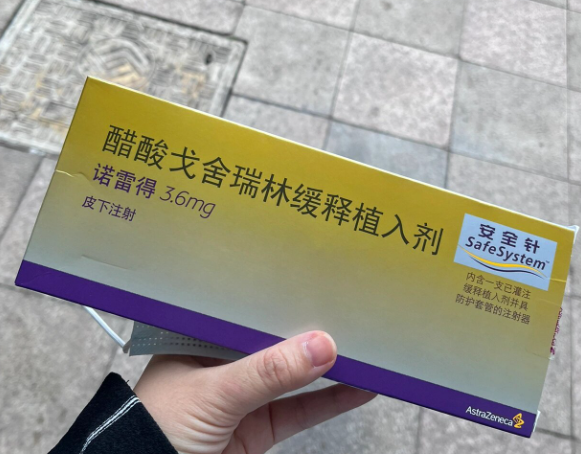 醋酸戈舍瑞林缓释植入剂
诺雷得 3.6mg
皮下注射
安全针
SafeSystem™
内含一支已灌注
缓释植入剂并具
防护套管的注射器
AstraZeneca